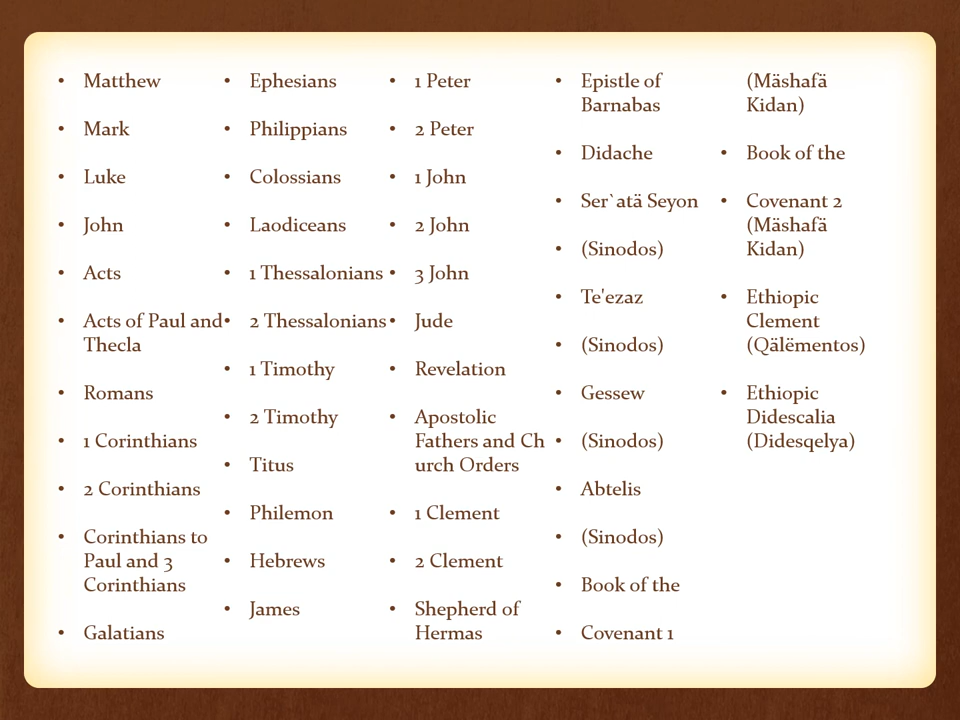 • Matthew
• Mark
• Luke
• John
• Acts
• Acts of Paul and
Thecla
• Romans
• 1 Corinthians
• 2 Corinthians
• Corinthians to
Paul and 3
Corinthians
• Galatians
• Ephesians
• Philippians
• Colossians
• Laodiceans
• 1 Thessalonians
• 2 Thessalonians
• 1 Timothy
• 2 Timothy
• Titus
• Philemon
• Hebrews
• James
• 1 Peter
• 2 Peter
• 1 John
• 2 John
• 3 John
• Jude
• Revelation
• Apostolic
Fathers and Ch
urch Orders
• 1 Clement
• 2 Clement
• Shepherd of
Hermas
• Epistle of
Barnabas
• Didache
• Ser`atä Seyon
• (Sinodos)
• Te'ezaz
• (Sinodos)
• Gessew
• (Sinodos)
• Abtelis
• (Sinodos)
• Book of the
• Covenant 1
(Mäshafä
Kidan)
• Book of the
• Covenant 2
(Mäshafä
Kidan)
• Ethiopic
Clement
(Qälëmentos)
• Ethiopic
Didescalia
(Didesqelya)